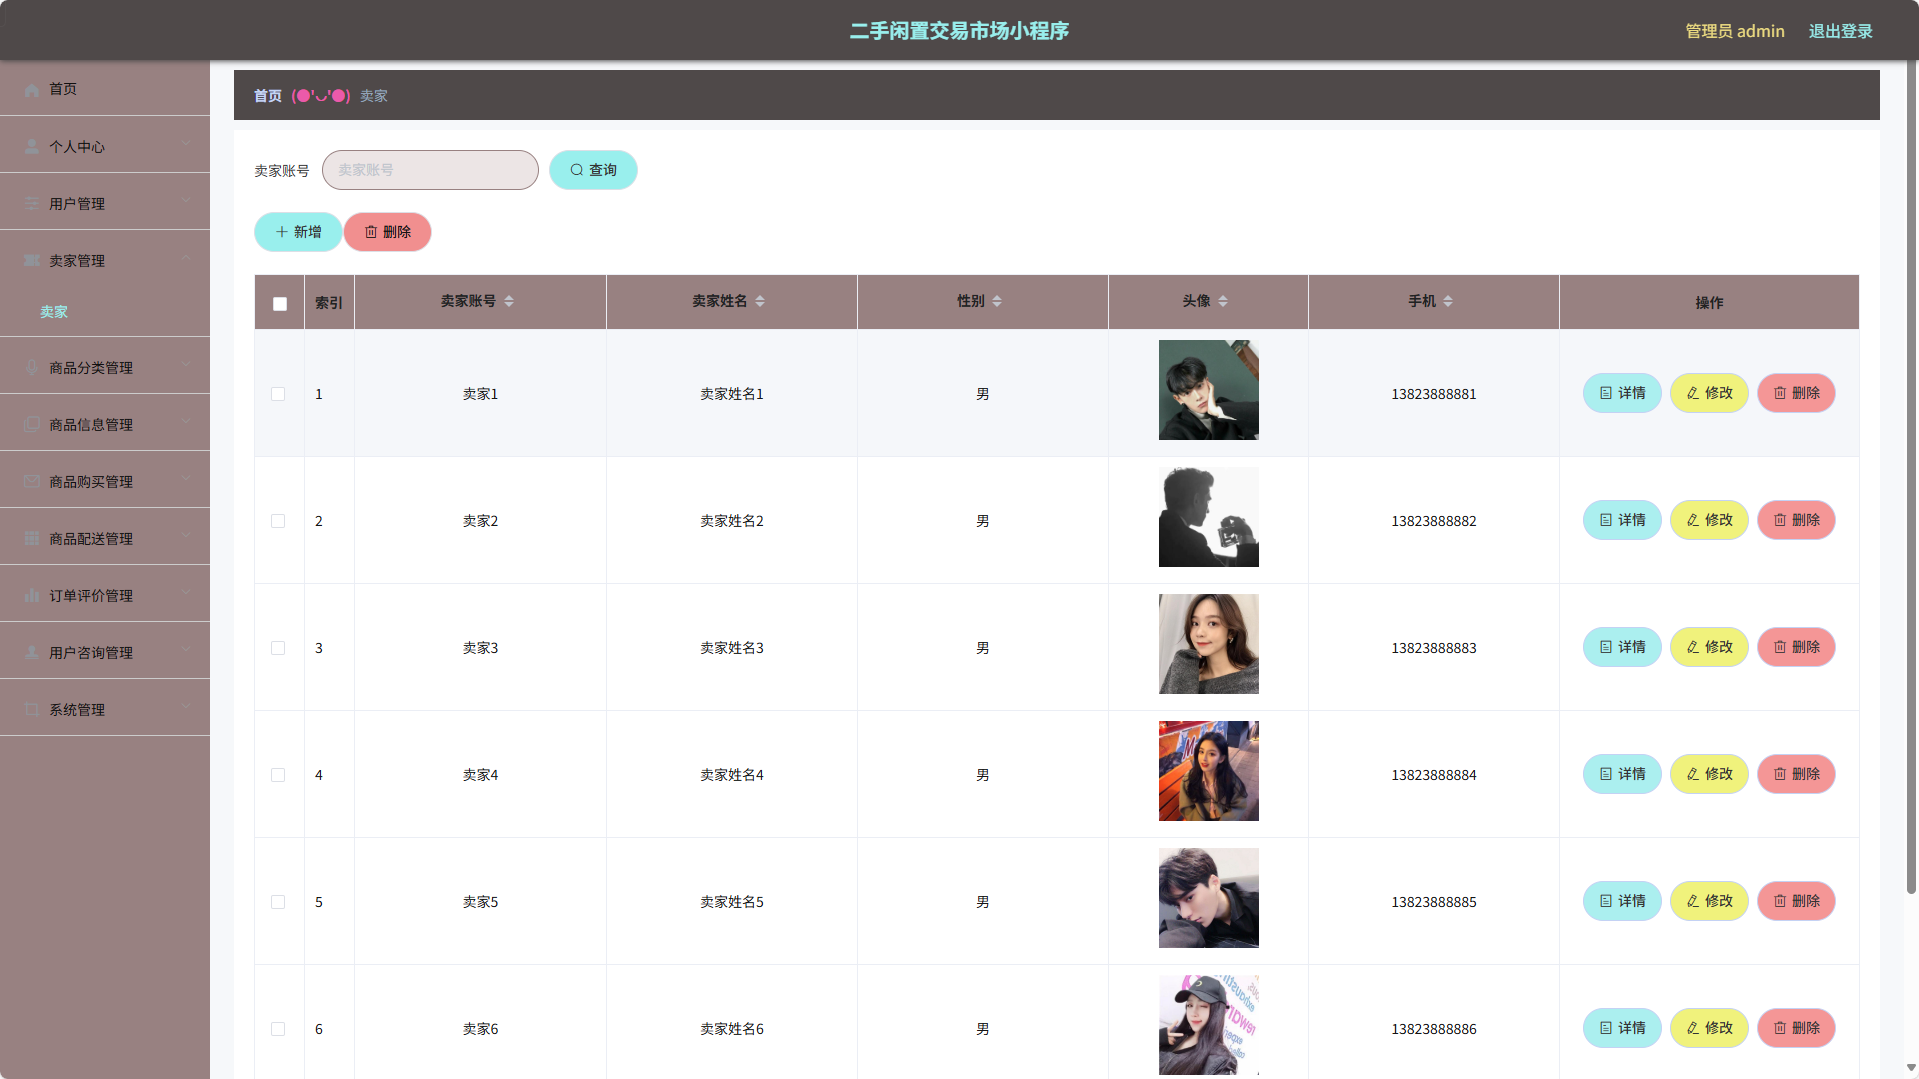 二手闲置交易市场小程序
管理员 admin
退出登录
首页
个人中心
用户管理
卖家管理
卖家
商品分类管理
商品信息管理
商品购买管理
商品配送管理
订单评价管理
用户咨询管理
系统管理
首页 (●'◡'●) 卖家
卖家账号 卖家账号 查询
新增 删除
索引 卖家账号 卖家姓名 性别 头像 手机 操作
1 卖家1 卖家姓名1 男 13823888881 详情 修改 删除
2 卖家2 卖家姓名2 男 13823888882 详情 修改 删除
3 卖家3 卖家姓名3 男 13823888883 详情 修改 删除
4 卖家4 卖家姓名4 男 13823888884 详情 修改 删除
5 卖家5 卖家姓名5 男 13823888885 详情 修改 删除
6 卖家6 卖家姓名6 男 13823888886 详情 修改 删除